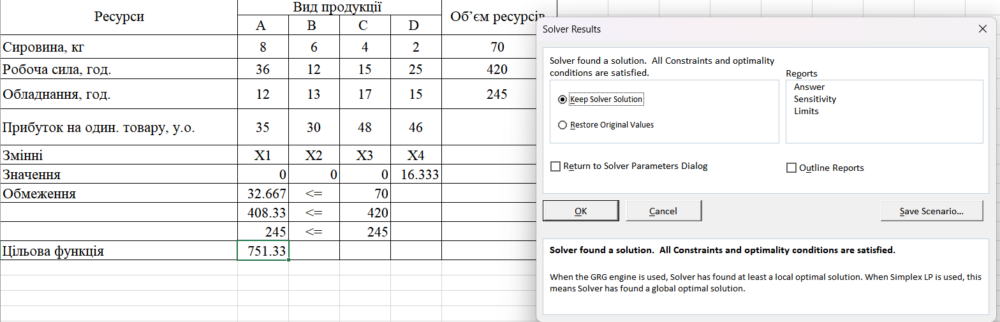 Ресурси Вид продукції Об’єм ресурсів
A B C D
Сировина, кг 8 6 4 2 70
Робоча сила, год. 36 12 15 25 420
Обладнання, год. 12 13 17 15 245
Прибуток на один. товару, у.о. 35 30 48 46
Змінні X1 X2 X3 X4
Значення 0 0 0 16.333
Обмеження 32.667 <= 70
408.33 <= 420
245 <= 245
Цільова функція 751.33
Solver Results
Solver found a solution. All Constraints and optimality
conditions are satisfied.
Keep Solver Solution
Restore Original Values
Reports
Answer
Sensitivity
Limits
Return to Solver Parameters Dialog
Outline Reports
OK
Cancel
Save Scenario...
Solver found a solution. All Constraints and optimality conditions are satisfied.
When the GRG engine is used, Solver has found at least a local optimal solution. When Simplex LP is used, this
means Solver has found a global optimal solution.